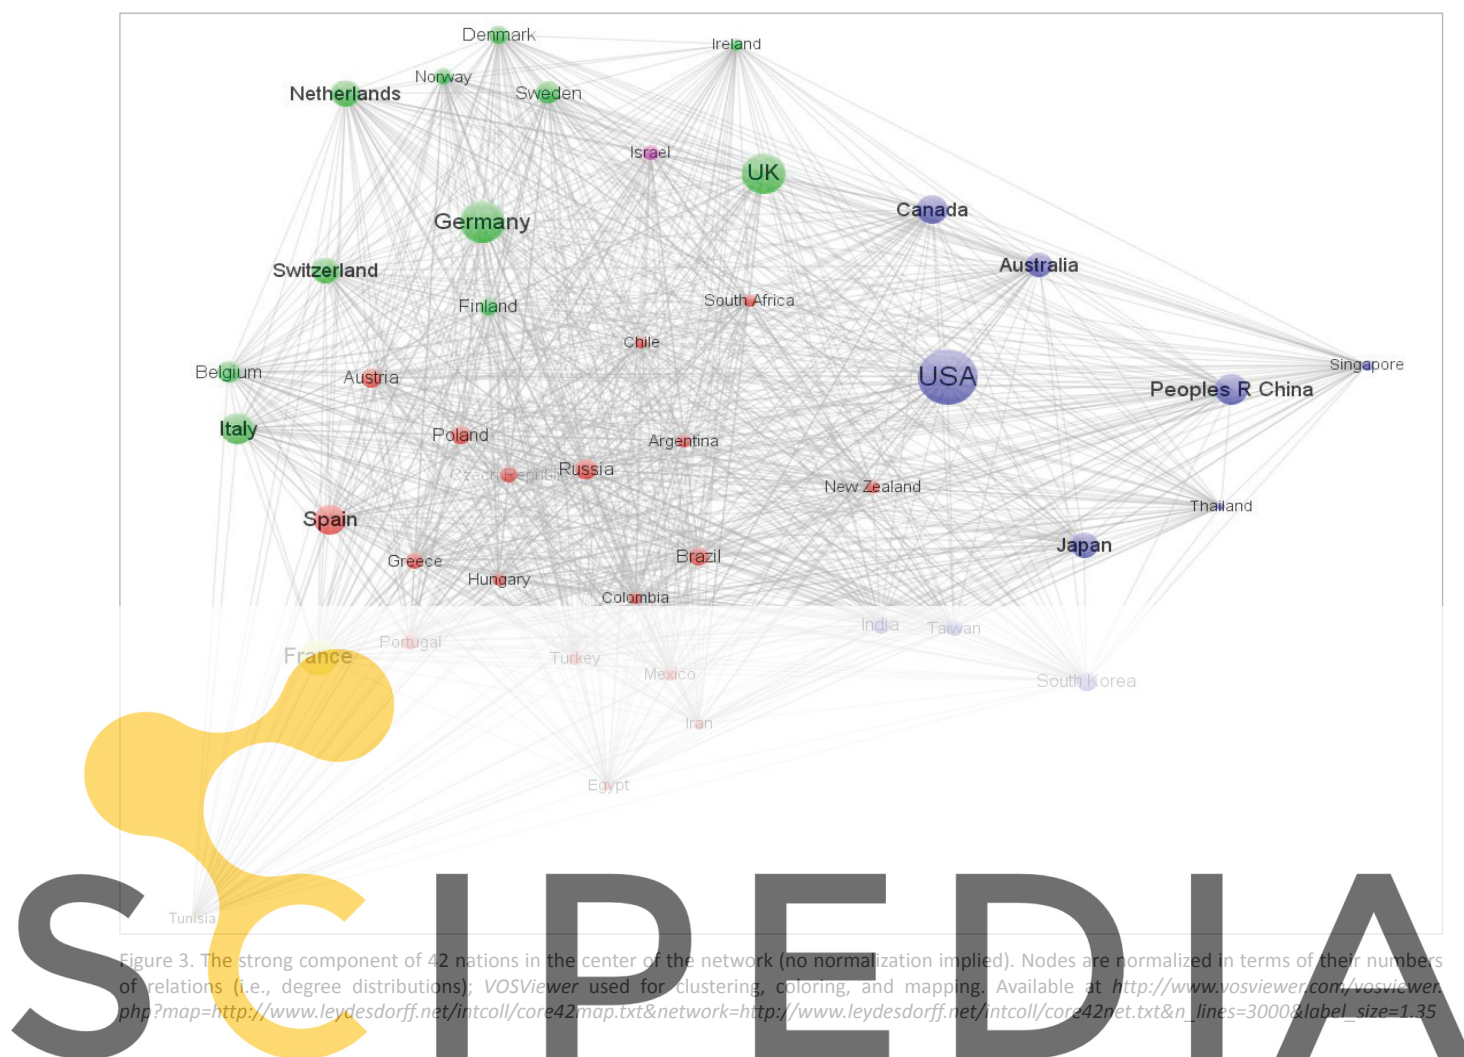 Denmark
Ireland
Norway
Netherlands
Sweden
Israel
UK
Canada
Germany
Australia
Switzerland
South Africa
Finland
Chile
Singapore
Belgium
Austria
USA
Peoples R China
Italy
Poland
Argentina
Czech Republic
Russia
New Zealand
Thailand
Spain
Japan
Greece
Brazil
Hungary
Colombia
India
Taiwan
Portugal
France
Turkey
Mexico
South Korea
Iran
Egypt
Tunisia
SCIPEDIA
Figure 3. The strong component of 42 nations in the center of the network (no normalization implied). Nodes are normalized in terms of their numbers
of relations (i.e., degree distributions); VOSViewer used for clustering, coloring, and mapping. Available at http://www.vosviewer.com/vosviewer.
php?map=http://www.leydesdorff.net/intcoll/core42map.txt&network=http://www.leydesdorff.net/intcoll/core42net.txt&n_lines=3000&label_size=1.35